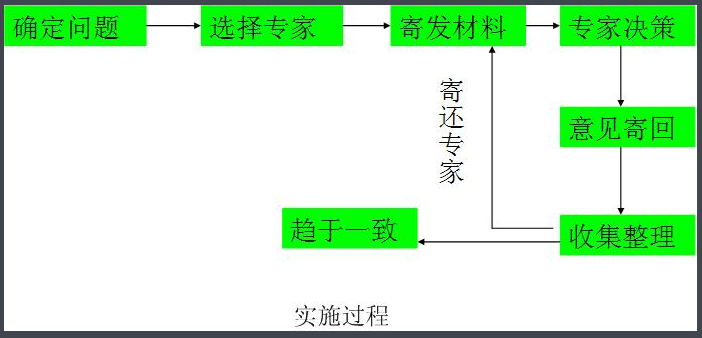 确定问题
选择专家
寄发材料
专家决策
寄还专家
意见寄回
趋于一致
收集整理
实施过程